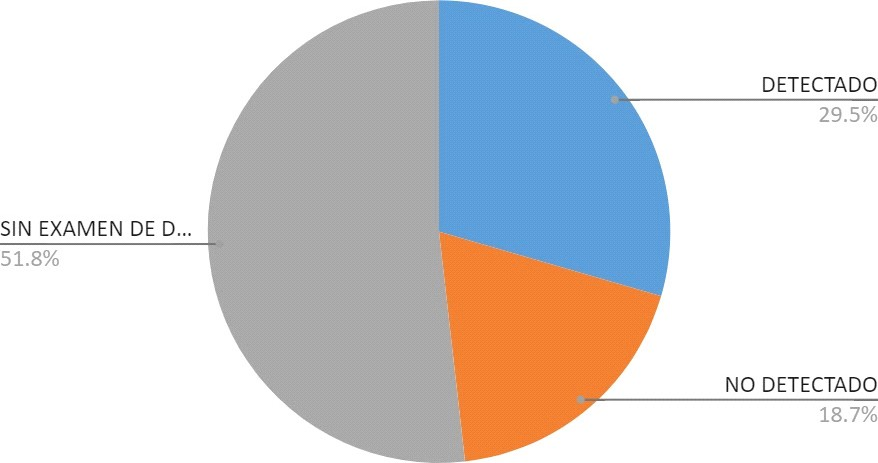 DETECTADO
29.5%
SIN EXAMEN DE D...
51.8%
NO DETECTADO
18.7%